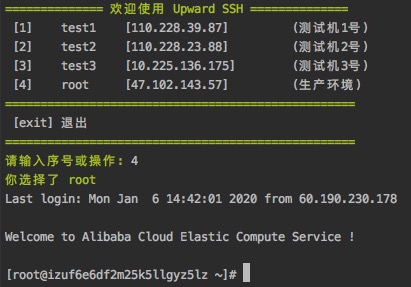 ============== 欢迎使用 Upward SSH ==============
[1] test1 [110.228.39.87] (测试机1号)
[2] test2 [110.228.23.88] (测试机2号)
[3] test3 [10.225.136.175] (测试机3号)
[4] root [47.102.143.57] (生产环境)
==================================================
[exit] 退出
==================================================
请输入序号或操作: 4
你选择了 root
Last login: Mon Jan  6 14:42:01 2020 from 60.190.230.178
Welcome to Alibaba Cloud Elastic Compute Service !
[root@izuf6e6df2m25k5llgyz5lz ~]#